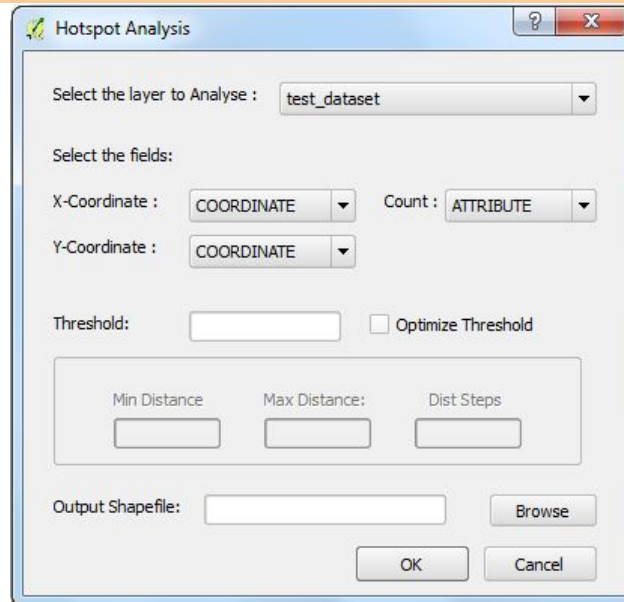 Hotspot Analysis
Select the layer to Analyse : test_dataset
Select the fields:
X-Coordinate : COORDINATE Count : ATTRIBUTE
Y-Coordinate : COORDINATE
Threshold: Optimize Threshold
Min Distance Max Distance: Dist Steps
Output Shapefile: Browse
OK Cancel